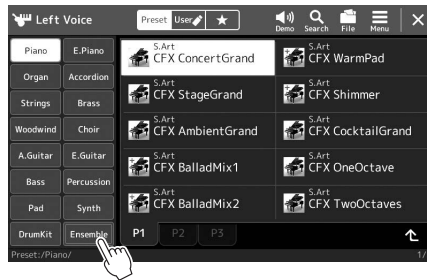 Left Voice
Preset User
Demo Search File Menu
Piano E.Piano
Organ Accordion
Strings Brass
Woodwind Choir
A.Guitar E.Guitar
Bass Percussion
Pad Synth
DrumKit Ensemble
S.Art
CFX ConcertGrand
S.Art
CFX WarmPad
S.Art
CFX StageGrand
S.Art
CFX Shimmer
S.Art
CFX AmbientGrand
S.Art
CFX CocktailGrand
S.Art
CFX BalladMix1
S.Art
CFX OneOctave
S.Art
CFX BalladMix2
S.Art
CFX TwoOctaves
P1 P2 P3
Preset:/Piano/